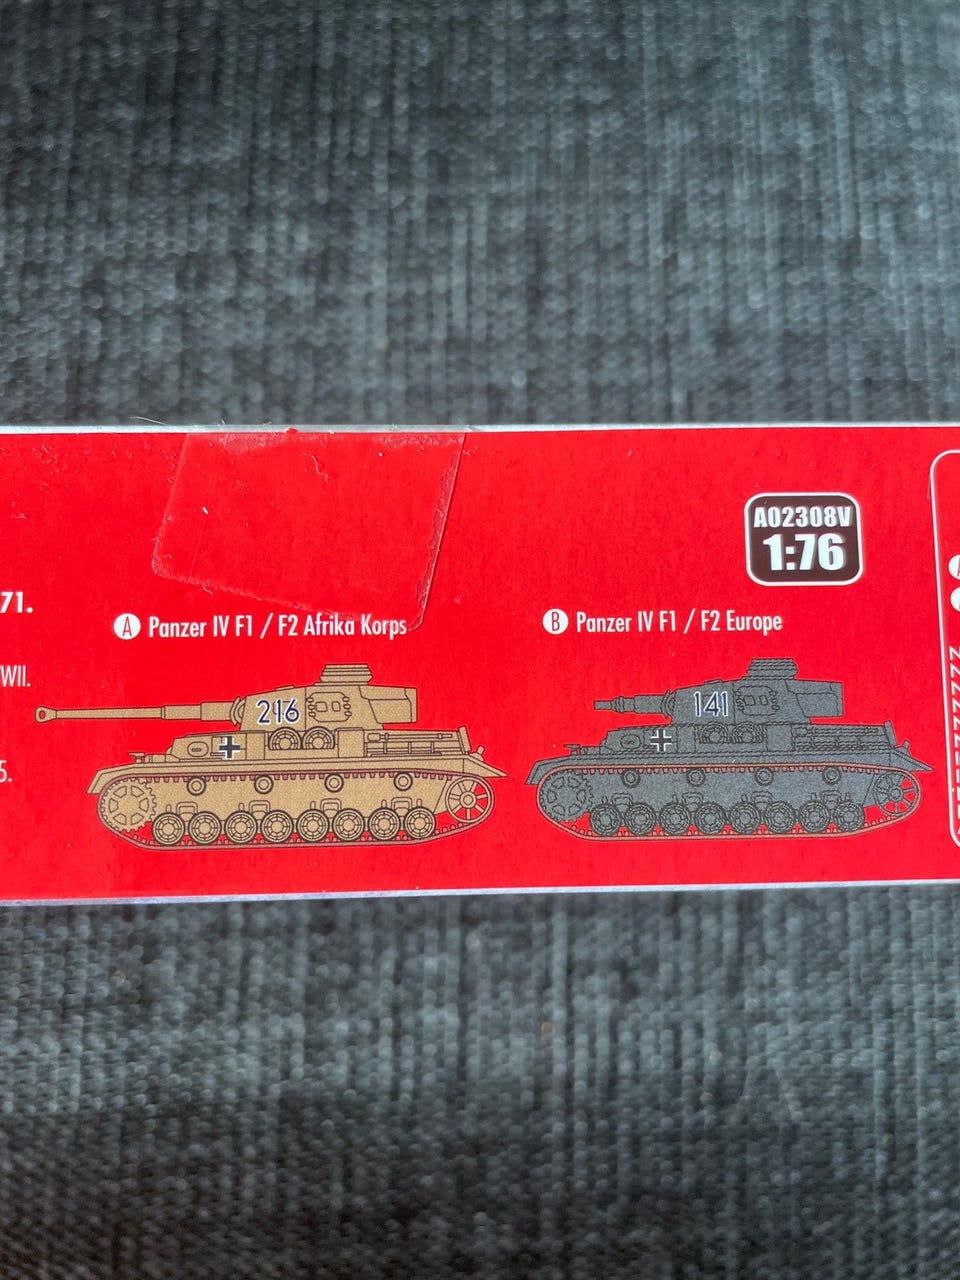 A02308V
1:76
71.
A Panzer IV F1 / F2 Afrika Korps
B Panzer IV F1 / F2 Europe
WII.
216
141
5.